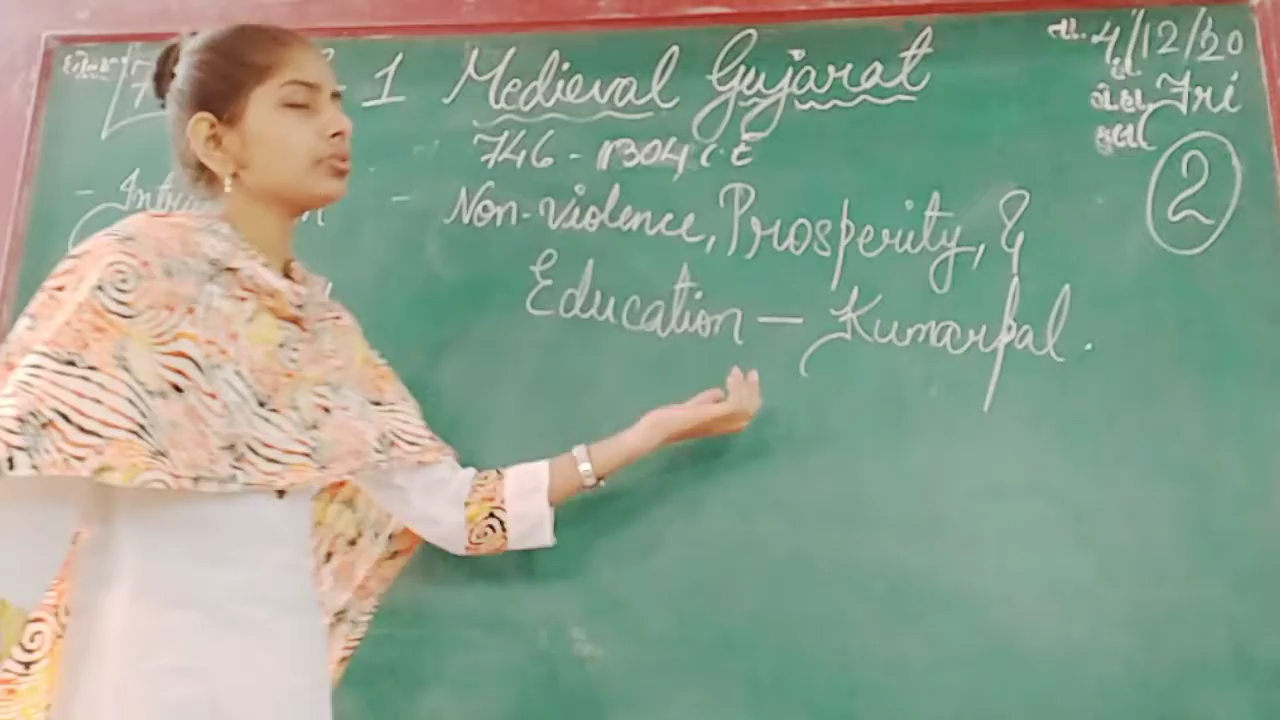 1 Medieval Gujarat
746 - 1304 C.E
- Non-violence, Prosperity, &
Education — Kumarpal.
તા. 4/12/20
Fri
2